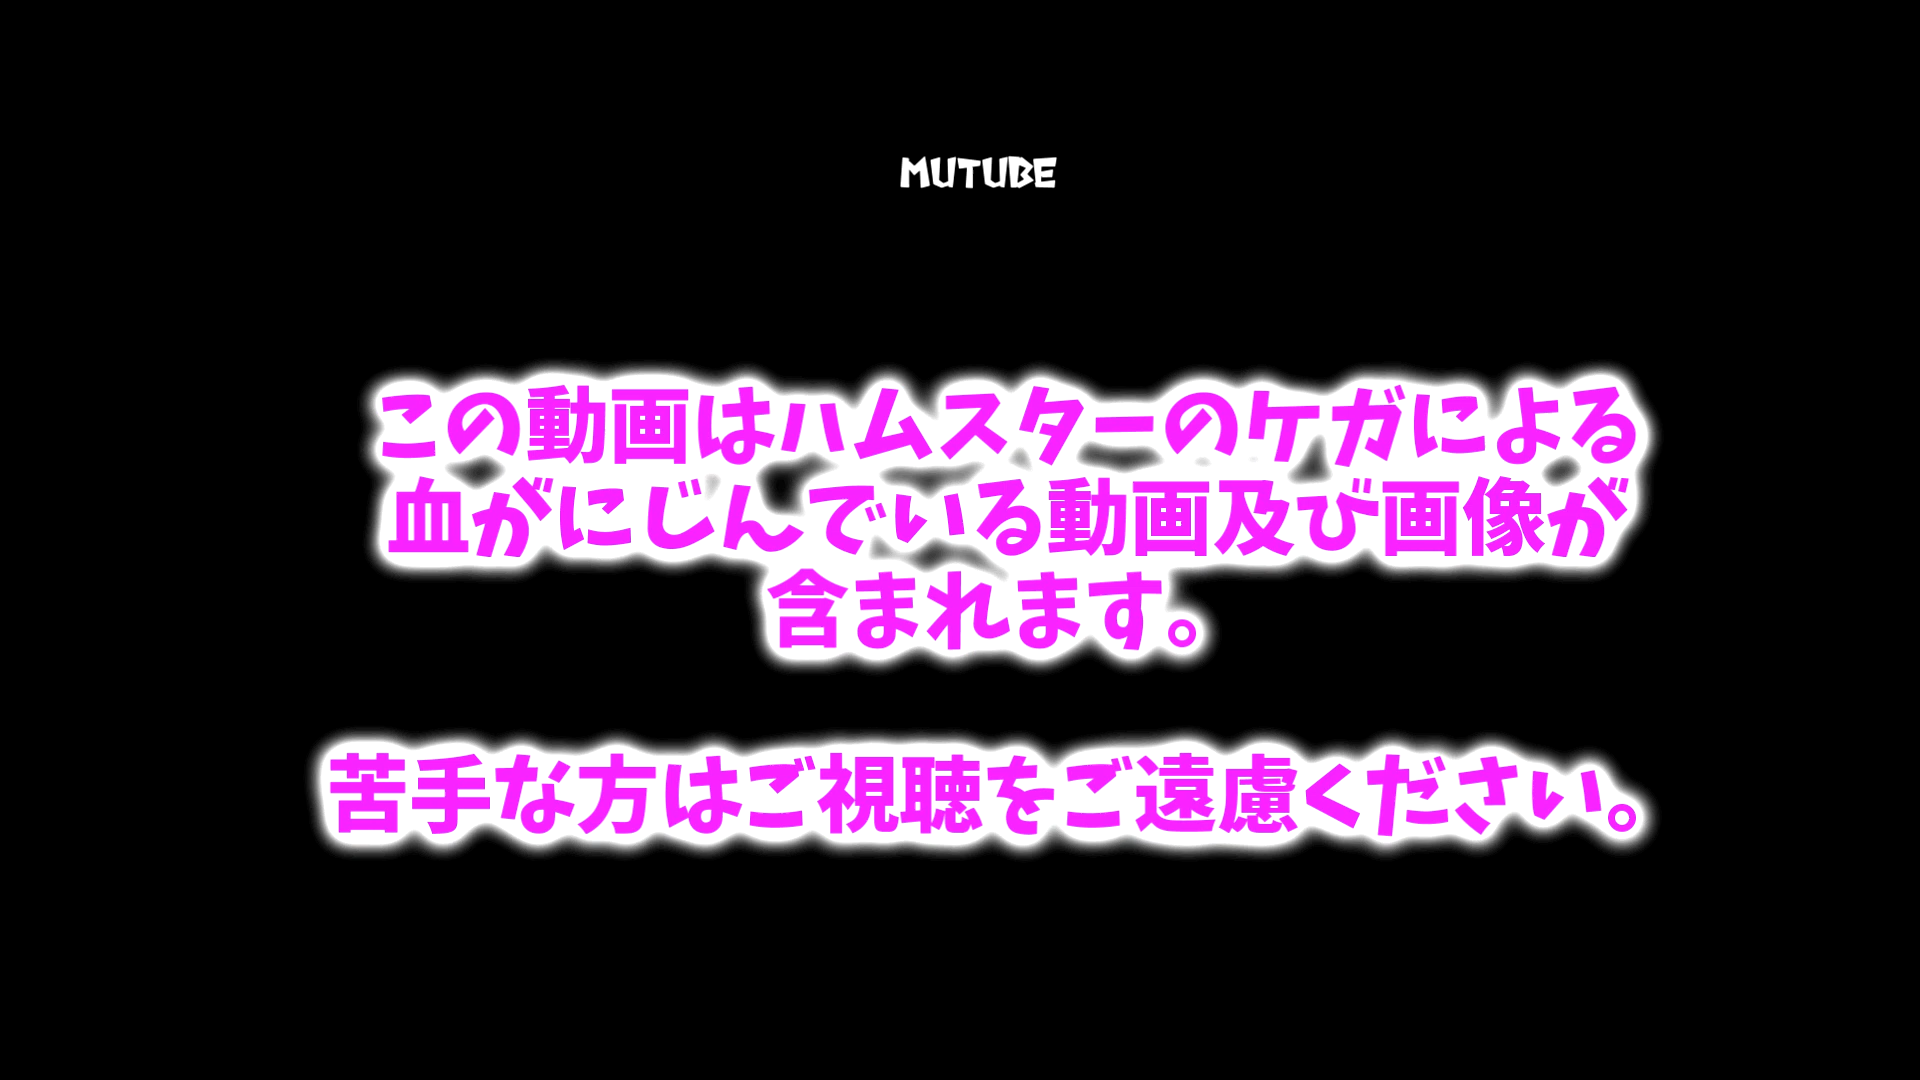 MUTUBE
この動画はハムスターのケガによる
血がにじんでいる動画及び画像が
含まれます。
苦手な方はご視聴をご遠慮ください。